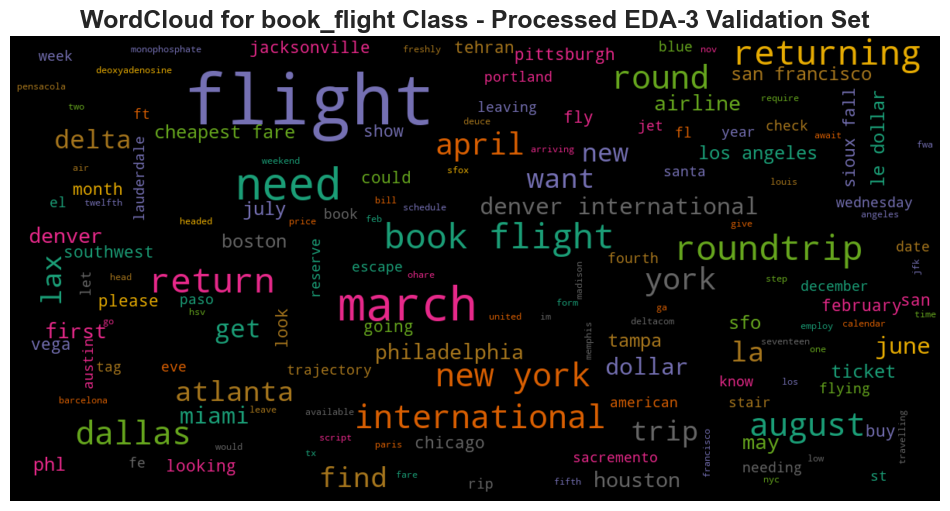 WordCloud for book_flight Class - Processed EDA-3 Validation Set
week
monophosphate
jacksonville
freshly
tehran
pittsburgh
blue
nov
returning
pensacola
deoxyadenosine
flight
portland
round
san francisco
two
ft
leaving
airline
require
delta
cheapest fare
show
deuce
fly
jet
fl
year
check
await
sioux fall
le dollar
air
lauderdale
weekend
april
arriving
new
los angeles
fwa
month
need
could
sfox
want
santa
louis
wednesday
el
twelfth
july
book
bill
schedule
denver international
angeles
denver
headed
price
feb
book flight
give
southwest
boston
reserve
fourth
roundtrip
date
jfk
lax
let
head
return
escape
ohare
madison
york
step
december
please
paso
hsv
march
form
ga
february
san
first
go
get
look
going
united
im
deltacom
sfo
employ
calendar
time
vega
austin
philadelphia
memphis
tampa
seventeen
one
june
tag
eve
trajectory
new york
dollar
la
know
los
ticket
flying
barcelona
atlanta
leave
available
international
american
stair
miami
august
buy
dallas
would
script
paris
chicago
trip
may
travelling
phl
fe
looking
tx
find
fare
rip
sacremento
francisco
low
needing
fifth
houston
nyc
st